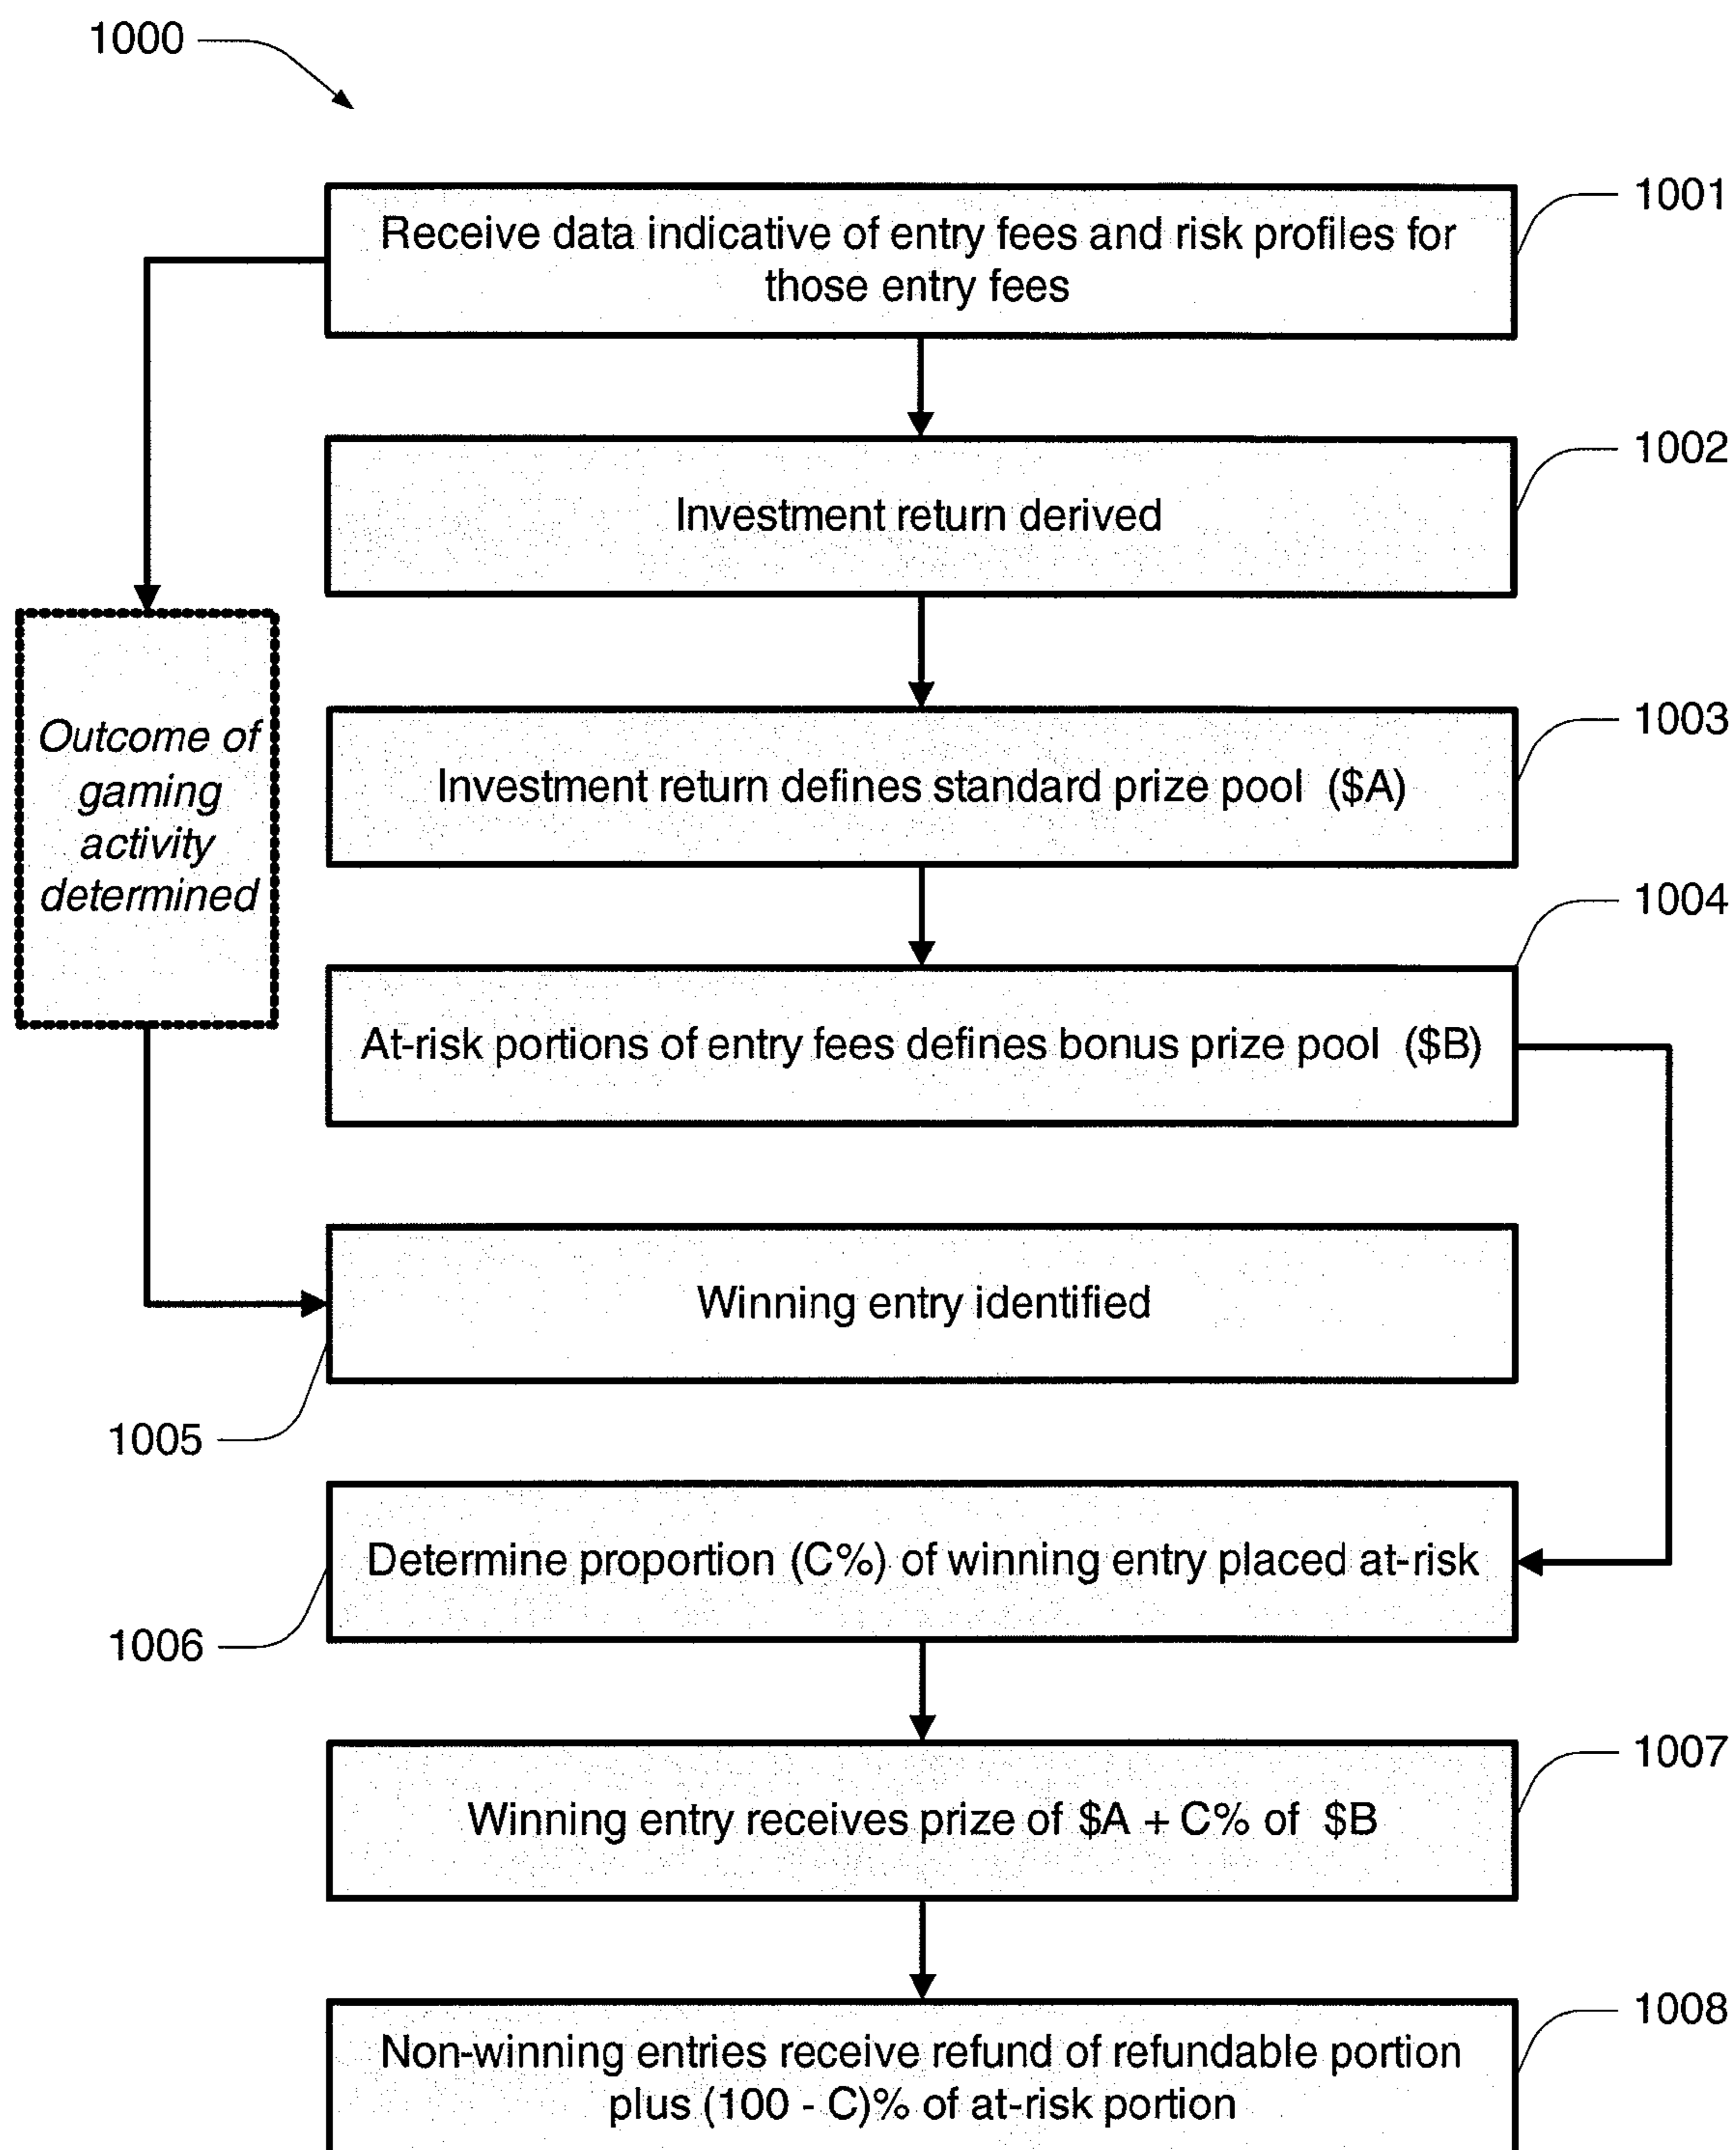 1000
1001
Receive data indicative of entry fees and risk profiles for
those entry fees
1002
Investment return derived
1003
Investment return defines standard prize pool ($A)
Outcome of
gaming
activity
determined
1004
At-risk portions of entry fees defines bonus prize pool ($B)
Winning entry identified
1005
Determine proportion (C%) of winning entry placed at-risk
1006
1007
Winning entry receives prize of $A + C% of $B
1008
Non-winning entries receive refund of refundable portion
plus (100 - C)% of at-risk portion